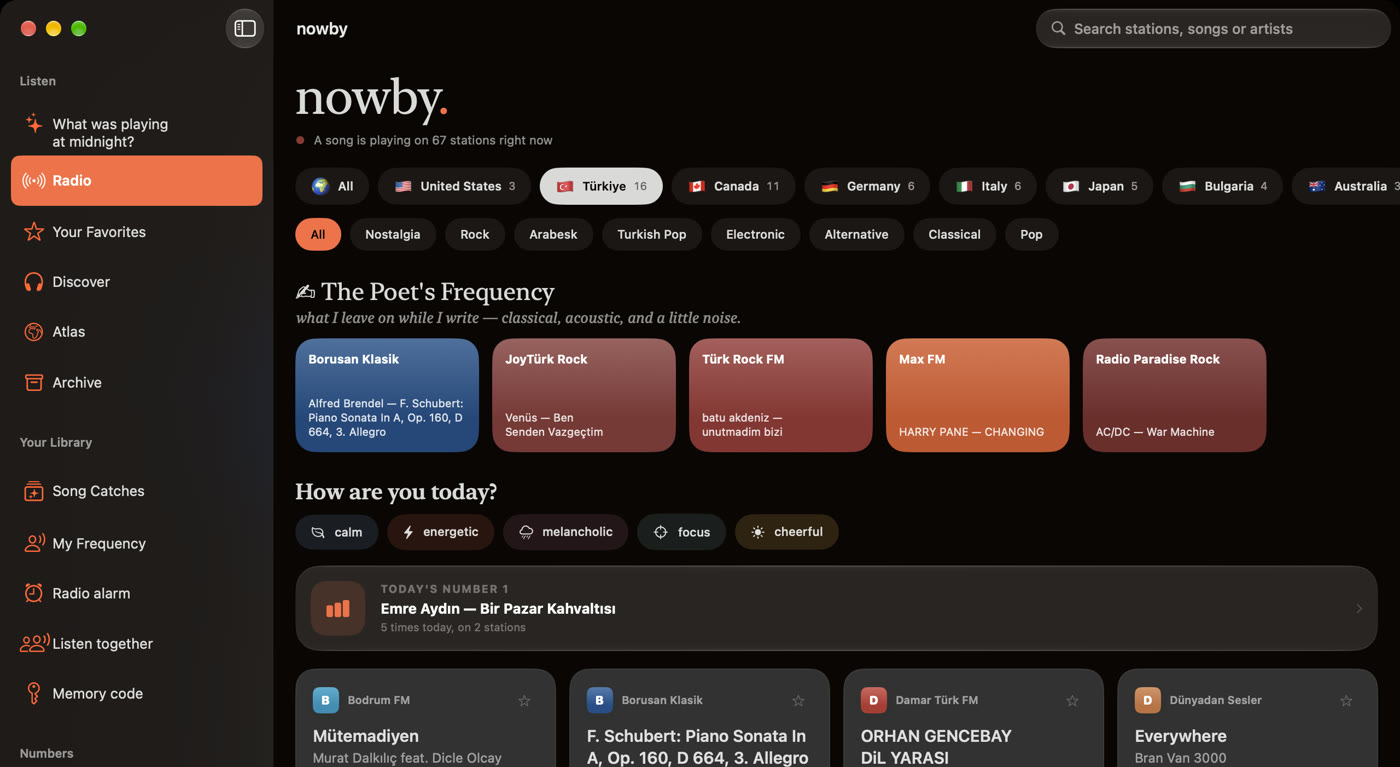 nowby
Search stations, songs or artists
Listen
What was playing
at midnight?
Radio
Your Favorites
Discover
Atlas
Archive
Your Library
Song Catches
My Frequency
Radio alarm
Listen together
Memory code
Numbers
nowby.
A song is playing on 67 stations right now
All
United States 3
Türkiye 16
Canada 11
Germany 6
Italy 6
Japan 5
Bulgaria 4
Australia 3
All
Nostalgia
Rock
Arabesk
Turkish Pop
Electronic
Alternative
Classical
Pop
The Poet's Frequency
what I leave on while I write — classical, acoustic, and a little noise.
Borusan Klasik
Alfred Brendel — F. Schubert:
Piano Sonata In A, Op. 160, D
664, 3. Allegro
JoyTürk Rock
Venüs — Ben
Senden Vazgeçtim
Türk Rock FM
batu akdeniz —
unutmadim bizi
Max FM
HARRY PANE — CHANGING
Radio Paradise Rock
AC/DC — War Machine
How are you today?
calm
energetic
melancholic
focus
cheerful
TODAY'S NUMBER 1
Emre Aydın — Bir Pazar Kahvaltısı
5 times today, on 2 stations
B Bodrum FM
Mütemadiyen
Murat Dalkılıç feat. Dicle Olcay
B Borusan Klasik
F. Schubert: Piano Sonata In
A, Op. 160, D 664, 3. Allegro
D Damar Türk FM
ORHAN GENCEBAY
DiL YARASI
D Dünyadan Sesler
Everywhere
Bran Van 3000